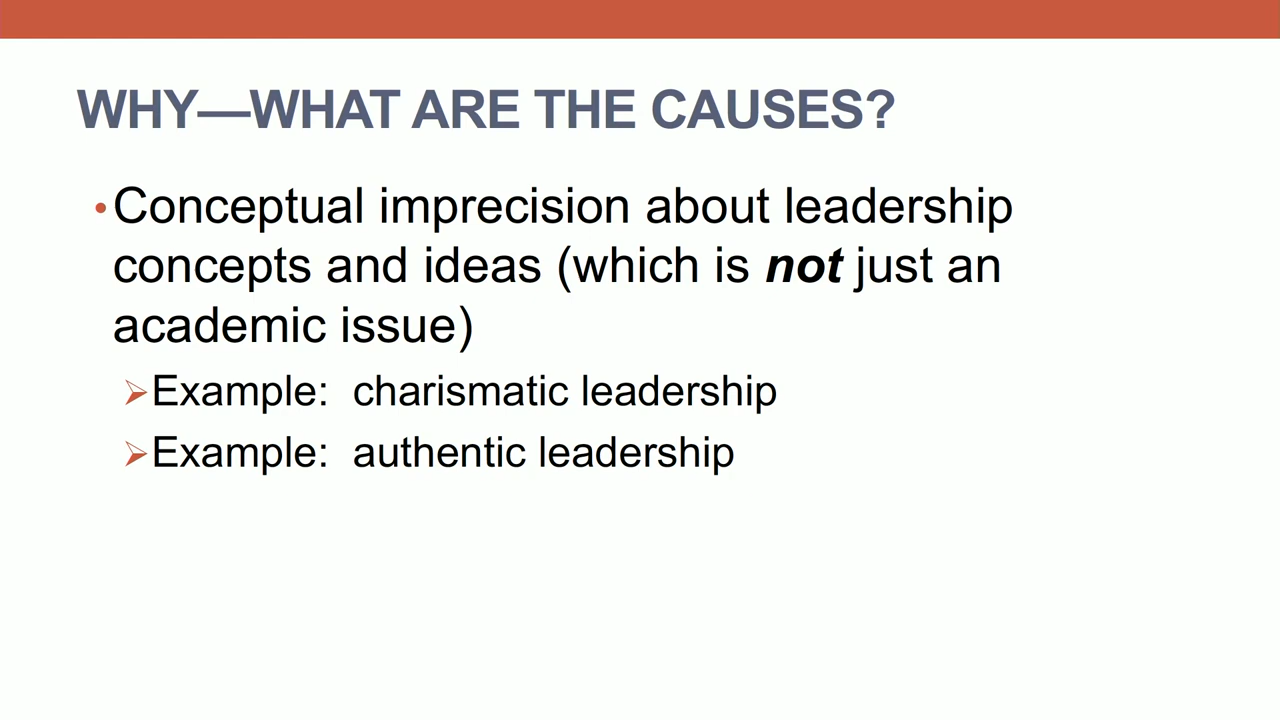 WHY—WHAT ARE THE CAUSES?
•Conceptual imprecision about leadership
concepts and ideas (which is not just an
academic issue)
➢Example:  charismatic leadership
➢Example:  authentic leadership